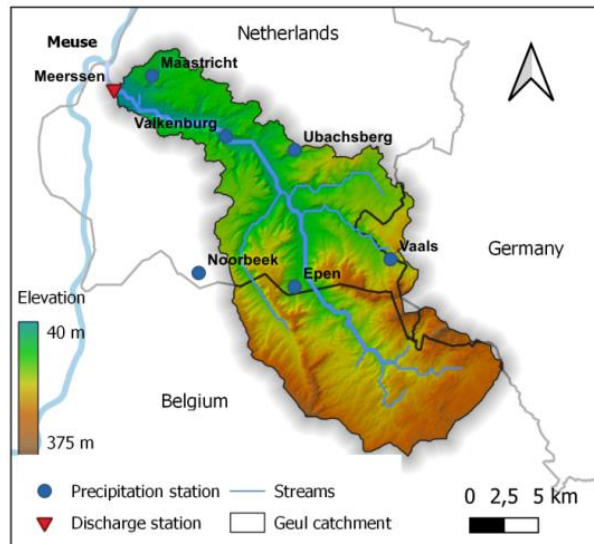 Netherlands
Meuse
Maastricht
Meerssen
Valkenburg
Ubachsberg
Vaals
Germany
Noorbeek
Epen
Elevation
40 m
Belgium
375 m
Precipitation station
Streams
0 2,5 5 km
Discharge station
Geul catchment